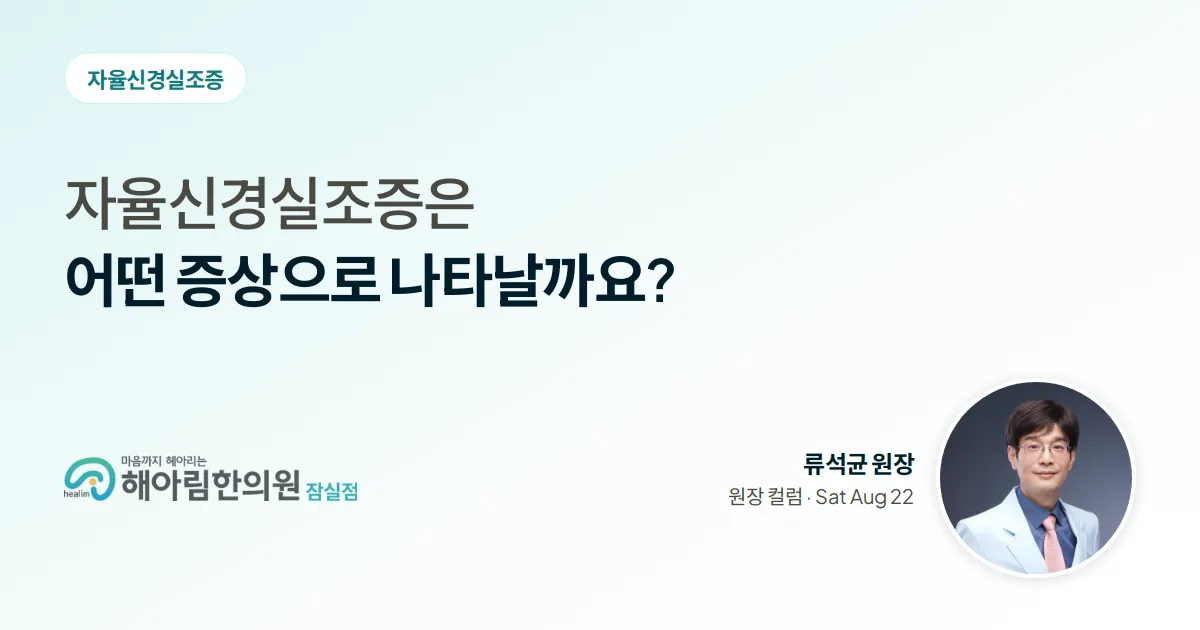 자율신경실조증
자율신경실조증은
어떤 증상으로 나타날까요?
마음까지 헤아리는
healim 해아림한의원 잠실점
류석균 원장
원장 컬럼 · Sat Aug 22